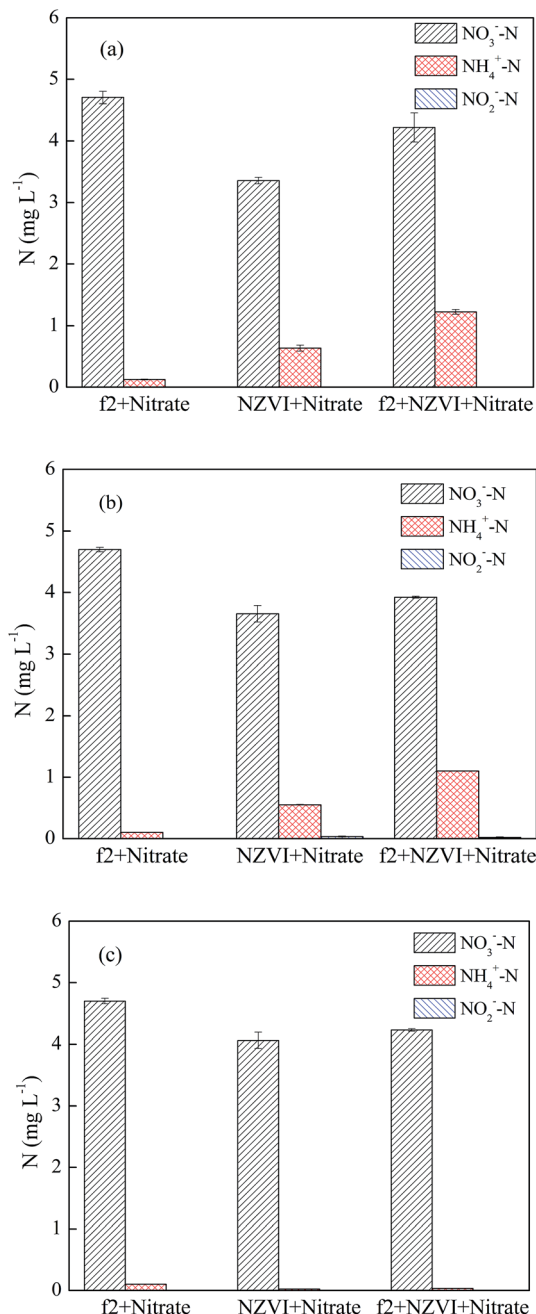 (a)
NO₃⁻-N
NH₄⁺-N
NO₂⁻-N
6
5
4
3
2
1
0
N (mg L⁻¹)
f2+Nitrate NZVI+Nitrate f2+NZVI+Nitrate
(b)
NO₃⁻-N
NH₄⁺-N
NO₂⁻-N
6
5
4
3
2
1
0
N (mg L⁻¹)
f2+Nitrate NZVI+Nitrate f2+NZVI+Nitrate
(c)
NO₃⁻-N
NH₄⁺-N
NO₂⁻-N
6
5
4
3
2
1
0
N (mg L⁻¹)
f2+Nitrate NZVI+Nitrate f2+NZVI+Nitrate